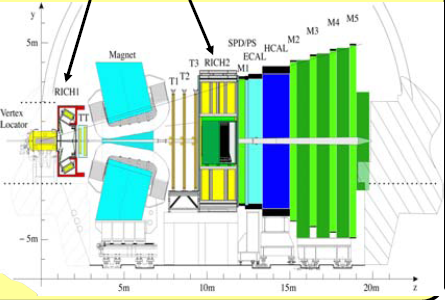 y
5m
Magnet
RICH1
Vertex
Locator
TT
T1
T2
T3
RICH2
SPD/PS
M1
ECAL
HCAL
M2
M3
M4
M5
−5m
5m
10m
15m
20m
z